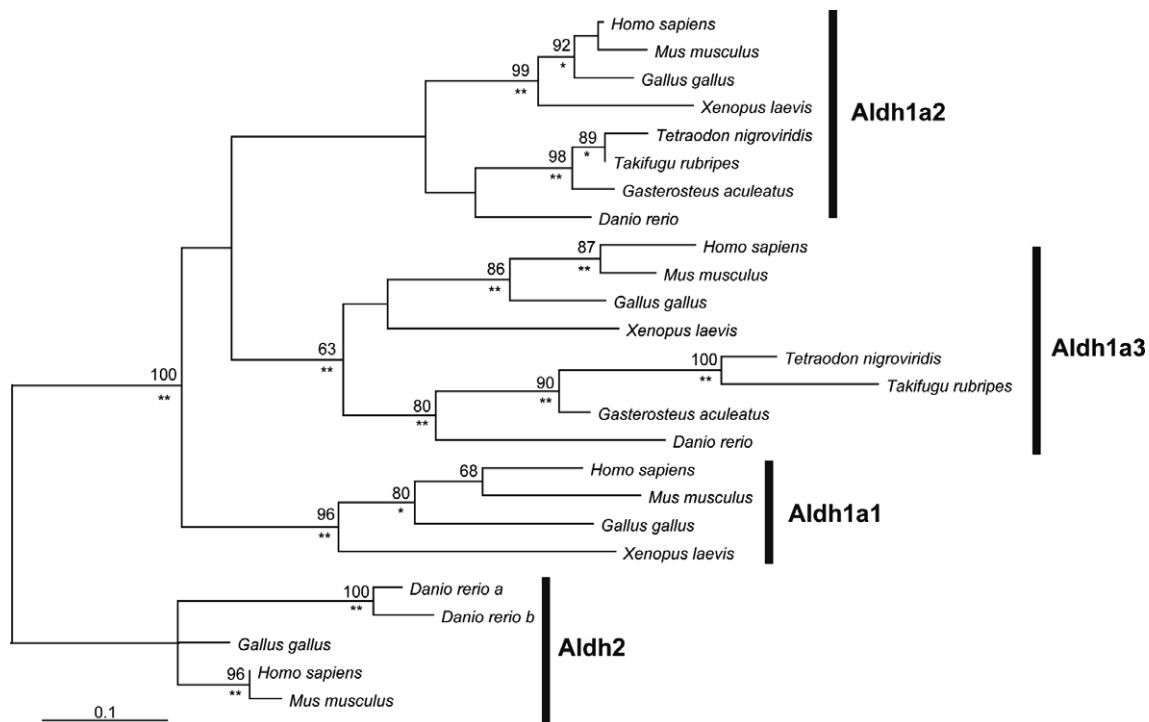 Homo sapiens
92
Mus musculus
*
99
Gallus gallus
**
Xenopus laevis
Aldh1a2
Tetraodon nigroviridis
89
*
98
Takifugu rubripes
**
Gasterosteus aculeatus
Danio rerio
Homo sapiens
87
**
Mus musculus
86
**
Gallus gallus
Xenopus laevis
Aldh1a3
63
**
Tetraodon nigroviridis
100
**
Takifugu rubripes
100
**
90
**
Gasterosteus aculeatus
80
**
Danio rerio
Homo sapiens
68
Mus musculus
80
*
Aldh1a1
96
**
Gallus gallus
Xenopus laevis
Danio rerio a
100
**
Danio rerio b
Gallus gallus
Aldh2
96
**
Homo sapiens
Mus musculus
0.1